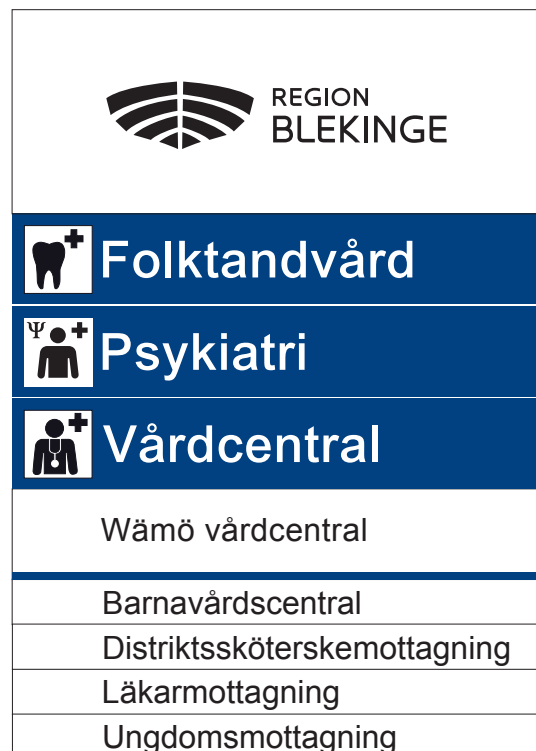 REGION
BLEKINGE
Folktandvård
Ψ
Psykiatri
Vårdcentral
Wämö vårdcentral
Barnavårdscentral
Distriktssköterskemottagning
Läkarmottagning
Ungdomsmottagning